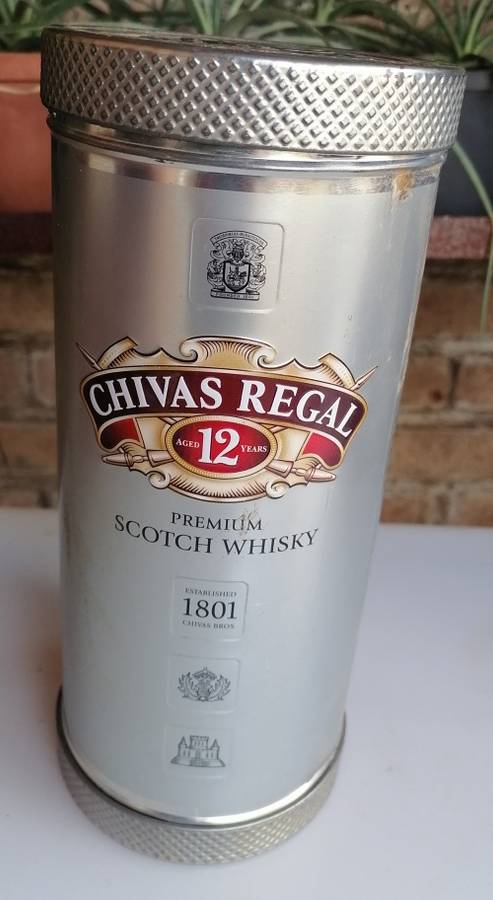 CHIVAS REGAL
AGED 12 YEARS
PREMIUM
SCOTCH WHISKY
ESTABLISHED
1801
CHIVAS BROS